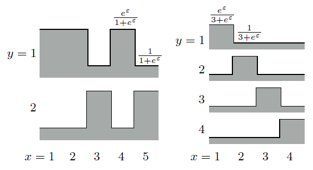 e^ε/(1+e^ε)
y = 1
1/(1+e^ε)
2
x = 1 2 3 4 5
e^ε/(3+e^ε)
y = 1
1/(3+e^ε)
2
3
4
x = 1 2 3 4